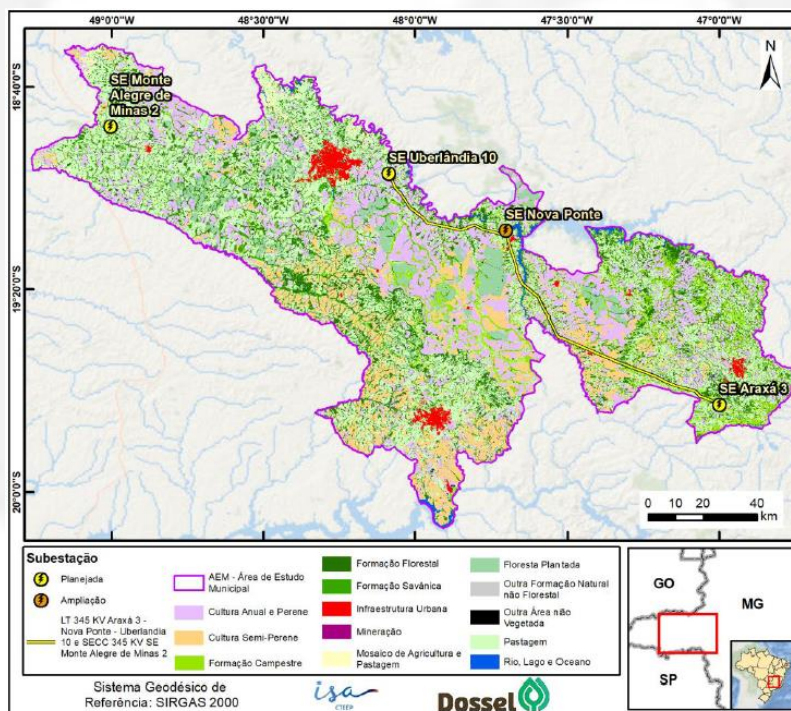 49°0'0"W
48°30'0"W
48°0'0"W
47°30'0"W
47°0'0"W
N
18°40'0"S
19°20'0"S
20°0'0"S
SE Monte
Alegre de
Minas 2
SE Uberlândia 10
SE Nova Ponte
SE Araxá 3
0 10 20 40
km
Subestação
Planejada
Ampliação
LT 345 KV Araxá 3 -
Nova Ponte - Uberlandia
10 e SECC 345 KV SE
Monte Alegre de Minas 2
AEM - Área de Estudo
Municipal
Cultura Anual e Perene
Cultura Semi-Perene
Formação Campestre
Formação Florestal
Formação Savânica
Infraestrutura Urbana
Mineração
Mosaico de Agricultura e
Pastagem
Floresta Plantada
Outra Formação Natural
não Florestal
Outra Área não
Vegetada
Pastagem
Rio, Lago e Oceano
GO
MG
SP
Sistema Geodésico de
Referência: SIRGAS 2000
isa
CTEEP
Dossel